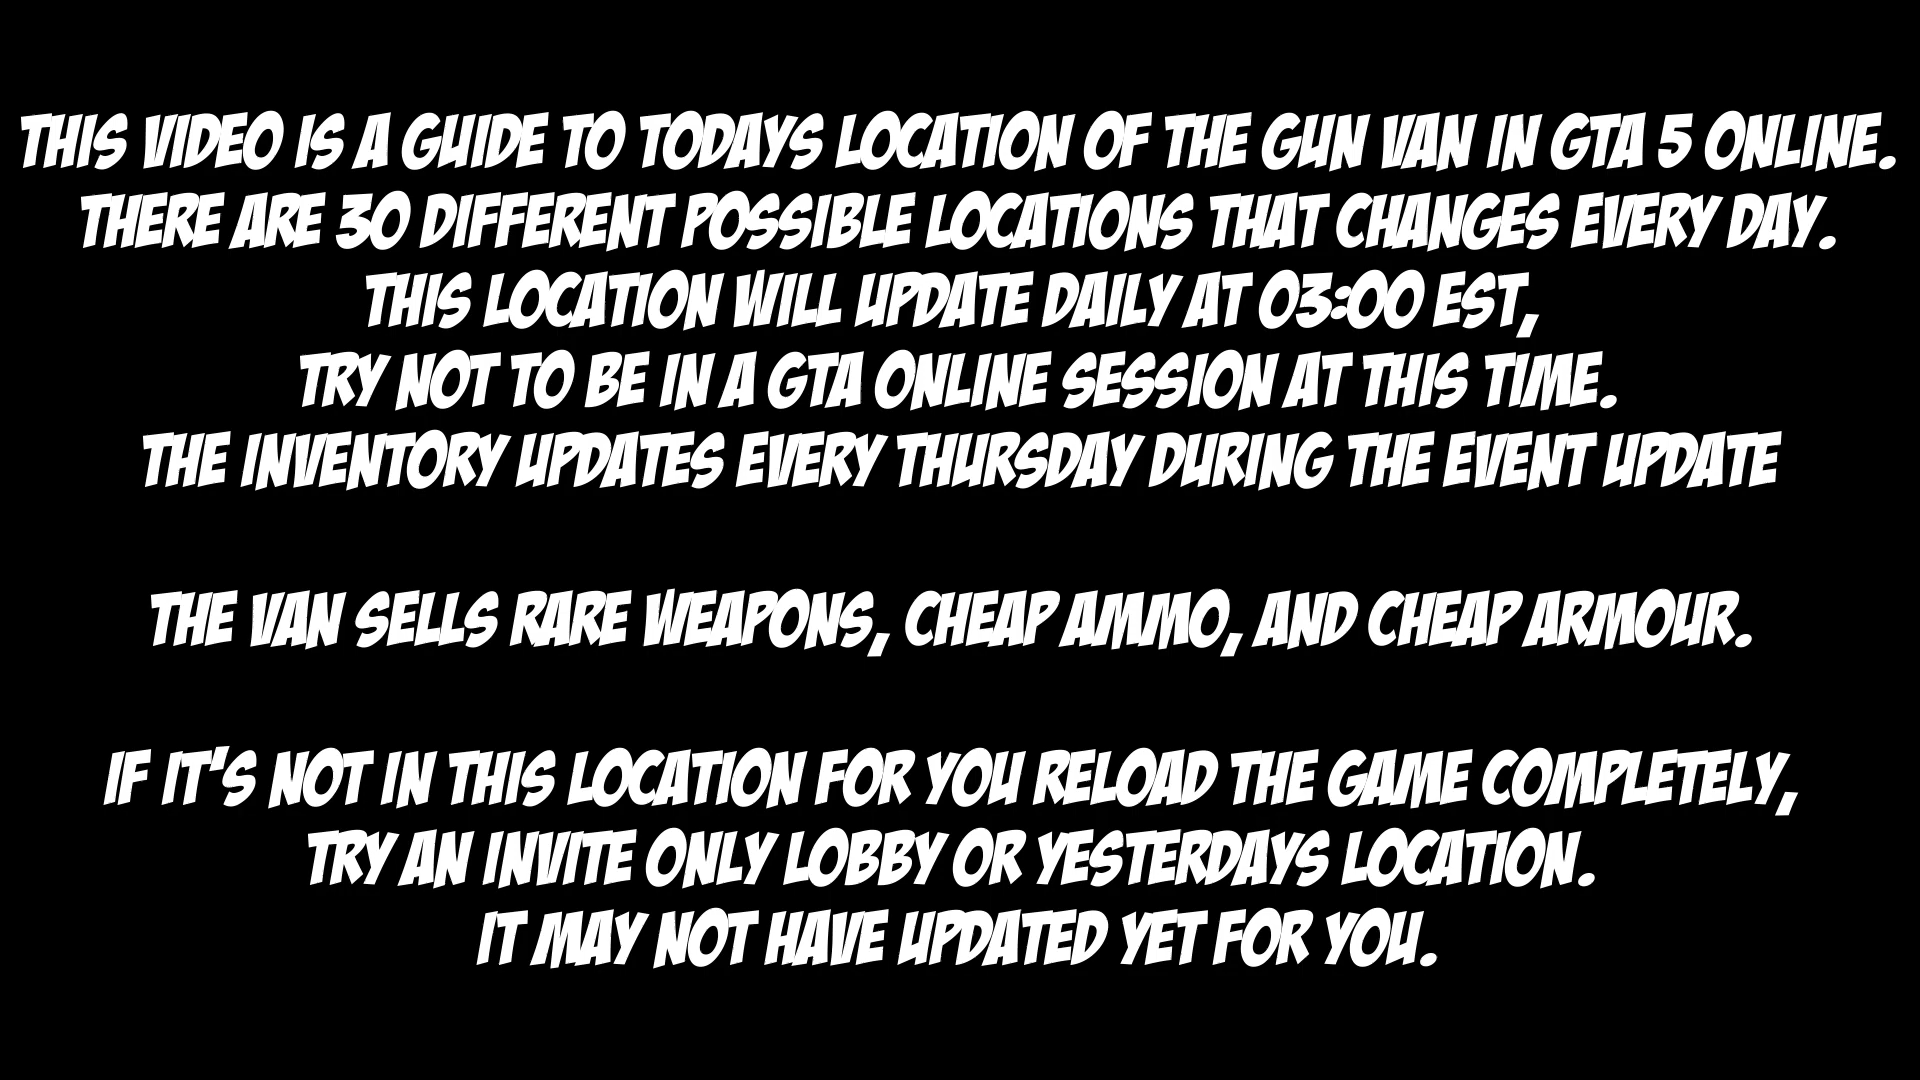 THIS VIDEO IS A GUIDE TO TODAYS LOCATION OF THE GUN VAN IN GTA 5 ONLINE.
THERE ARE 30 DIFFERENT POSSIBLE LOCATIONS THAT CHANGES EVERY DAY.
THIS LOCATION WILL UPDATE DAILY AT 03:00 EST,
TRY NOT TO BE IN A GTA ONLINE SESSION AT THIS TIME.
THE INVENTORY UPDATES EVERY THURSDAY DURING THE EVENT UPDATE
THE VAN SELLS RARE WEAPONS, CHEAP AMMO, AND CHEAP ARMOUR.
IF IT'S NOT IN THIS LOCATION FOR YOU RELOAD THE GAME COMPLETELY,
TRY AN INVITE ONLY LOBBY OR YESTERDAYS LOCATION.
IT MAY NOT HAVE UPDATED YET FOR YOU.